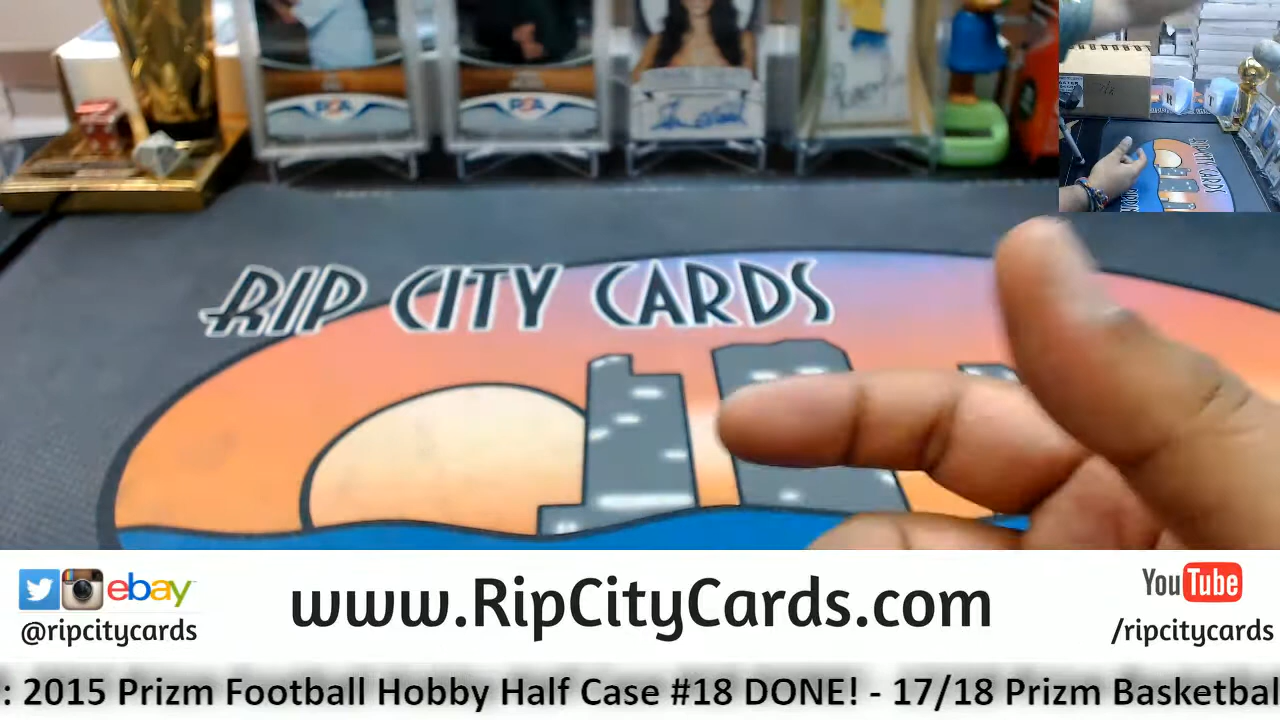 RIP CITY CARDS
ebay
@ripcitycards
www.RipCityCards.com
YouTube
/ripcitycards
: 2015 Prizm Football Hobby Half Case #18 DONE! - 17/18 Prizm Basketbal